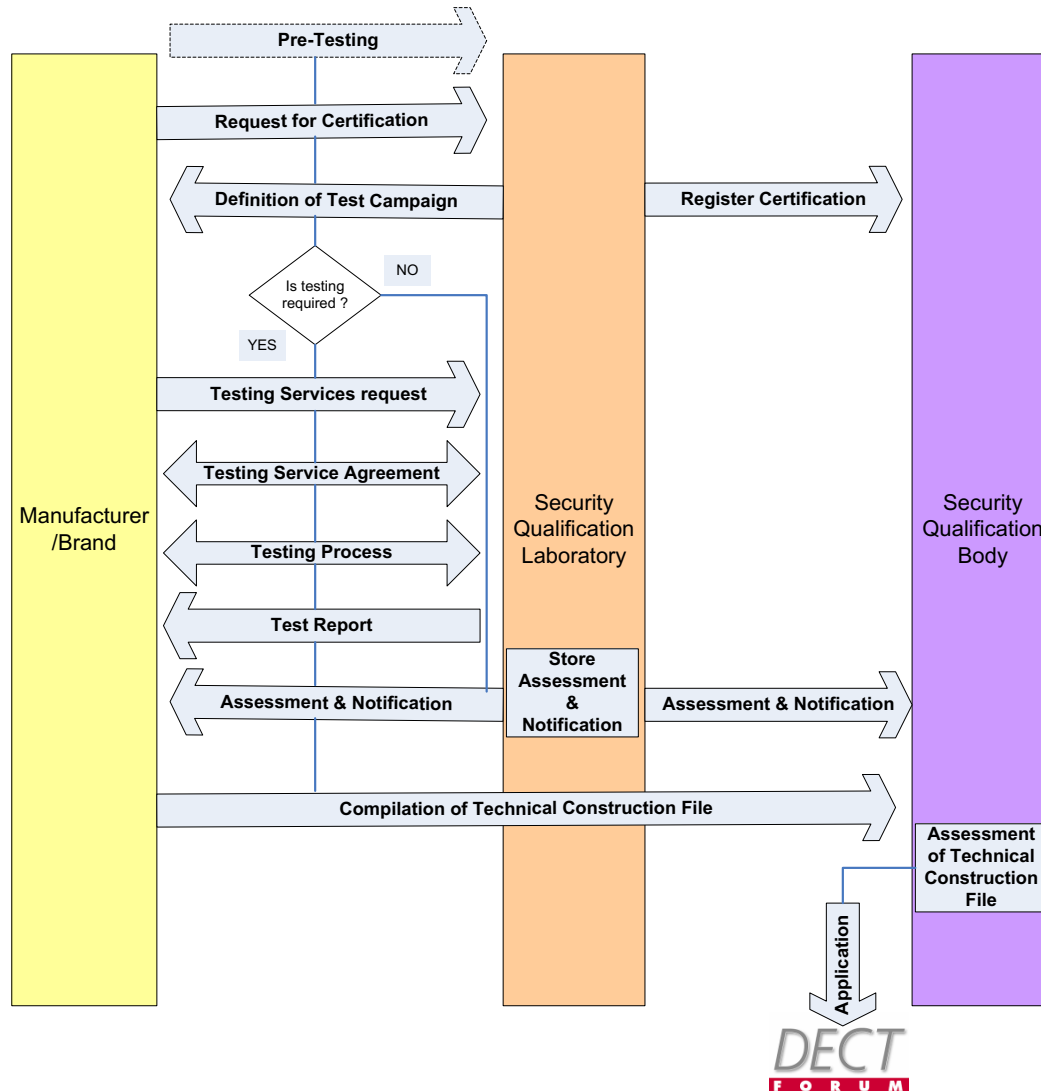 Pre-Testing
Request for Certification
Definition of Test Campaign
Register Certification
NO
Is testing
required ?
YES
Testing Services request
Testing Service Agreement
Manufacturer
/Brand
Security
Qualification
Laboratory
Security
Qualification
Body
Testing Process
Test Report
Store
Assessment
&
Notification
Assessment & Notification
Assessment & Notification
Compilation of Technical Construction File
Assessment
of Technical
Construction
File
Application
DECT
FORUM